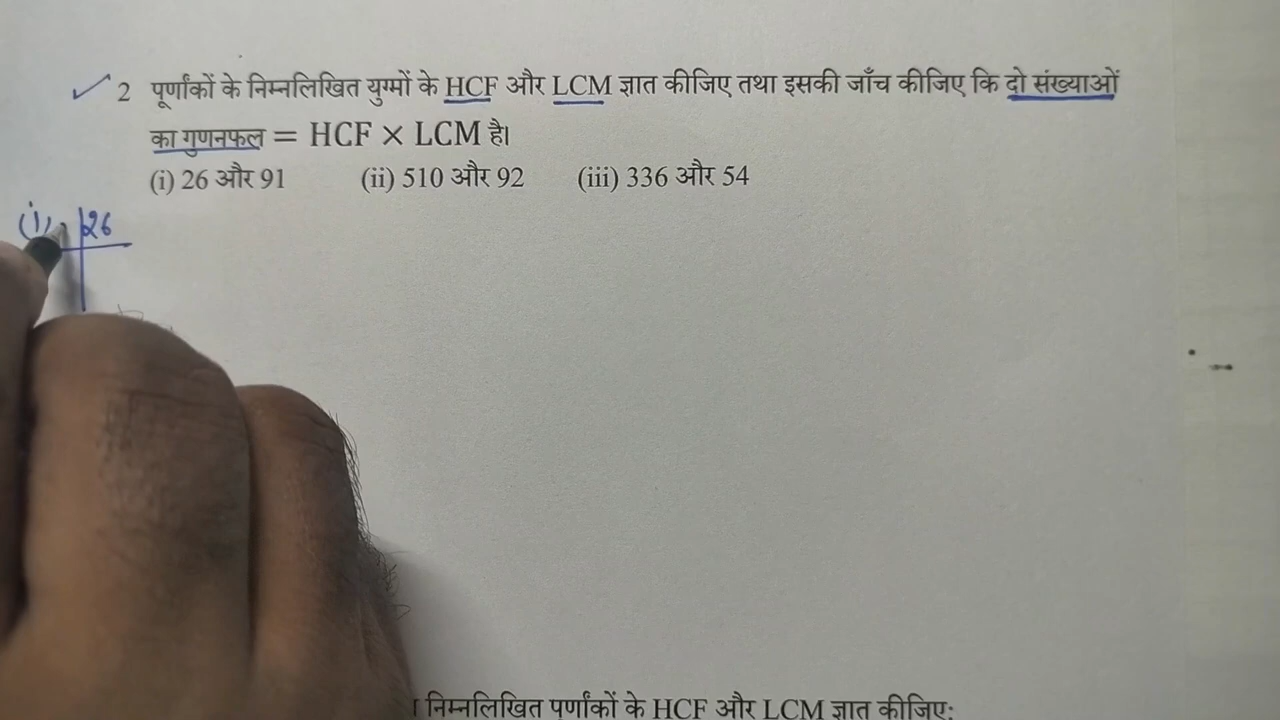 2 पूर्णांकों के निम्नलिखित युग्मों के HCF और LCM ज्ञात कीजिए तथा इसकी जाँच कीजिए कि दो संख्याओं
का गुणनफल = HCF × LCM है।
(i) 26 और 91 (ii) 510 और 92 (iii) 336 और 54
(i) 26
निम्नलिखित पूर्णांकों के HCF और LCM ज्ञात कीजिए: